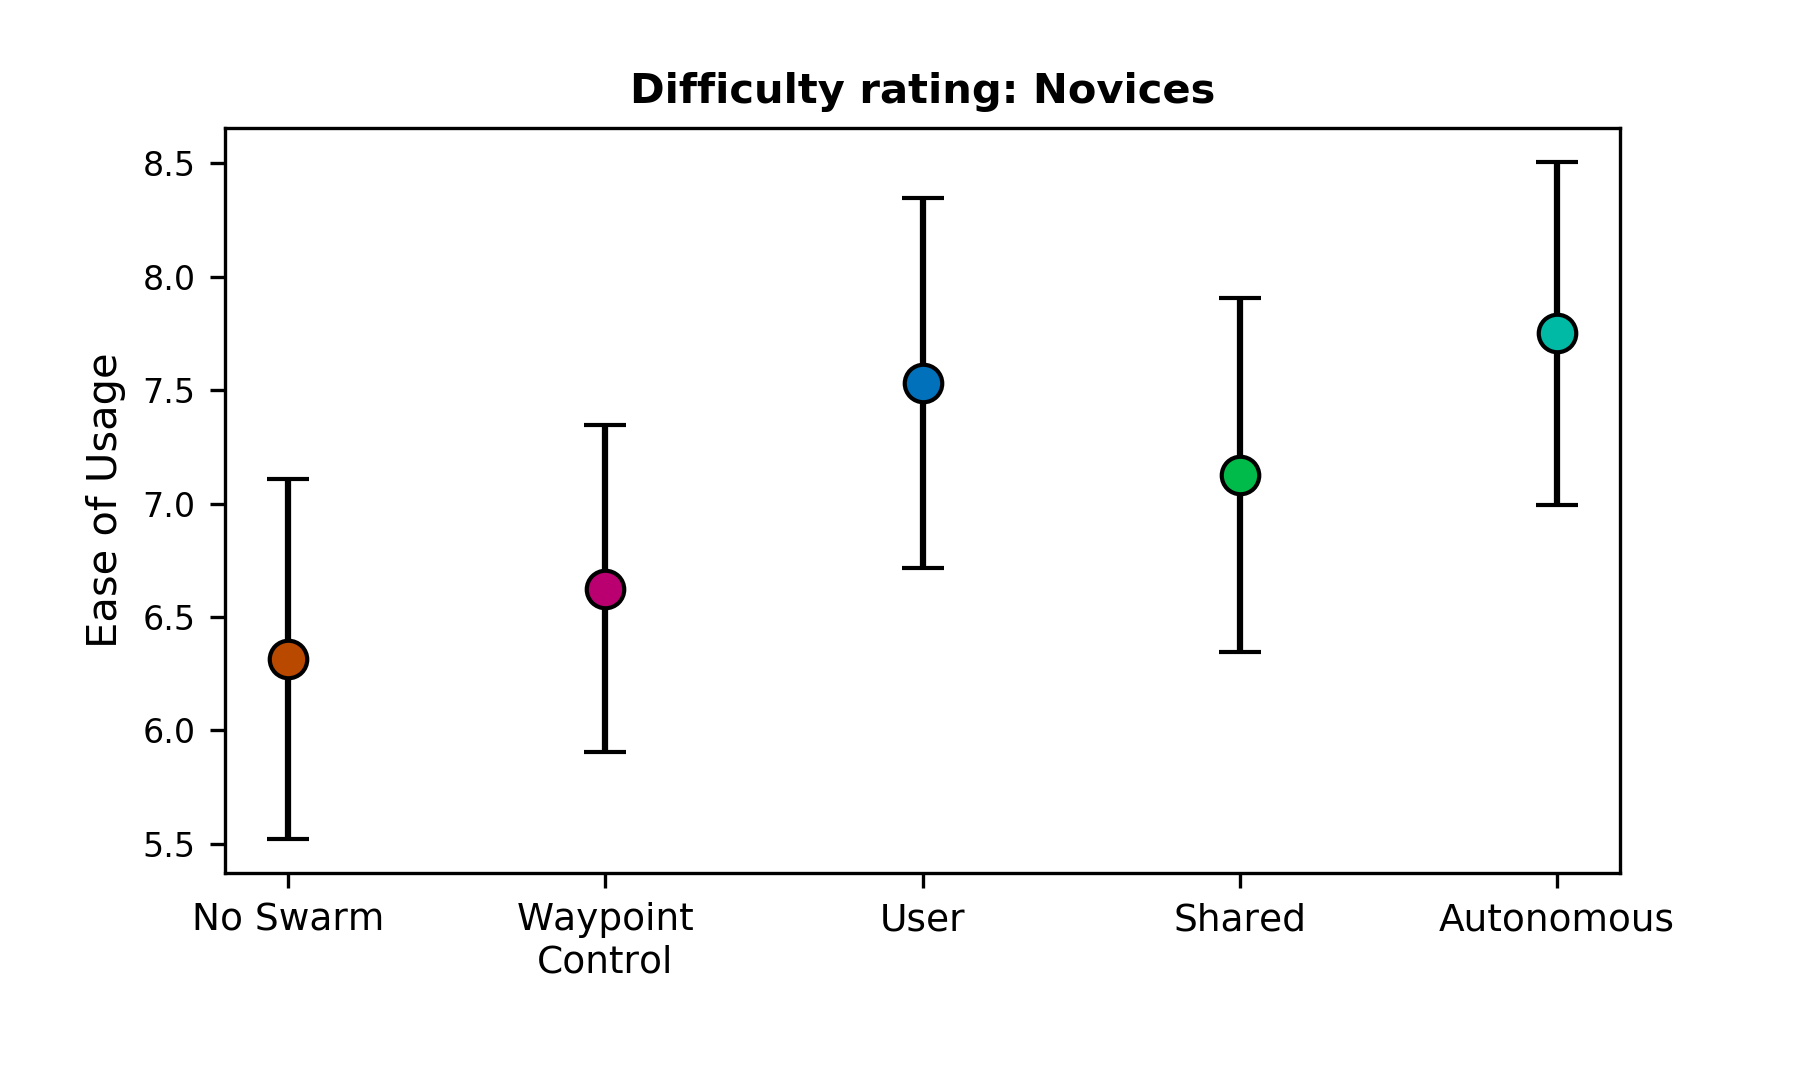 Difficulty rating: Novices
Ease of Usage
8.5
8.0
7.5
7.0
6.5
6.0
5.5
No Swarm
Waypoint
Control
User
Shared
Autonomous